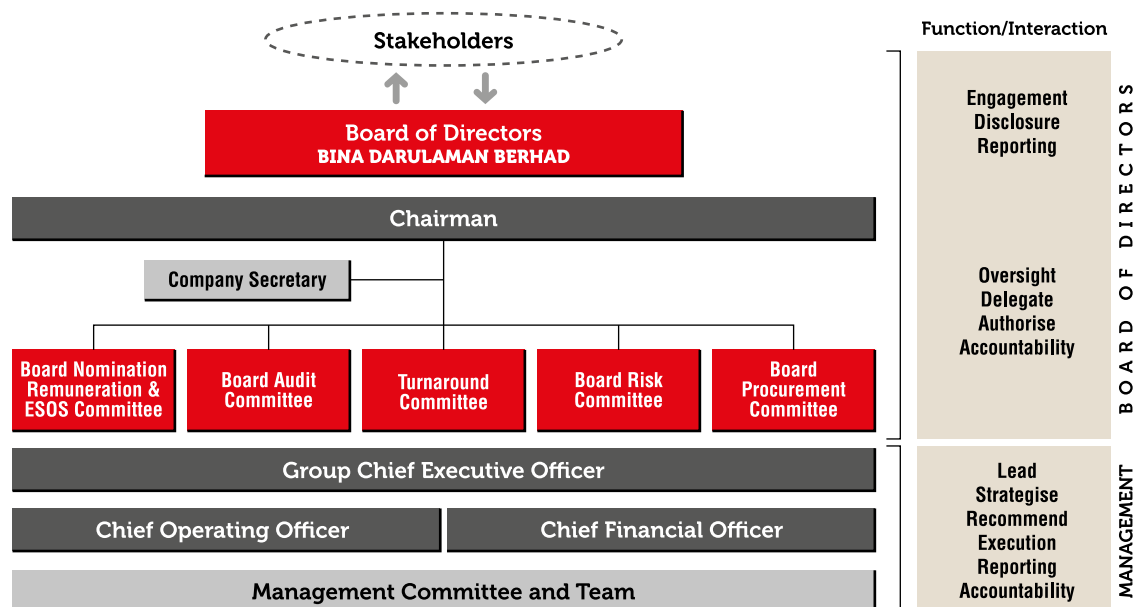 Stakeholders
Board of Directors
BINA DARULAMAN BERHAD
Chairman
Company Secretary
Board Nomination
Remuneration &
ESOS Committee
Board Audit
Committee
Turnaround
Committee
Board Risk
Committee
Board
Procurement
Committee
Group Chief Executive Officer
Chief Operating Officer
Chief Financial Officer
Management Committee and Team
Function/Interaction
Engagement
Disclosure
Reporting
Oversight
Delegate
Authorise
Accountability
BOARD OF DIRECTORS
Lead
Strategise
Recommend
Execution
Reporting
Accountability
MANAGEMENT